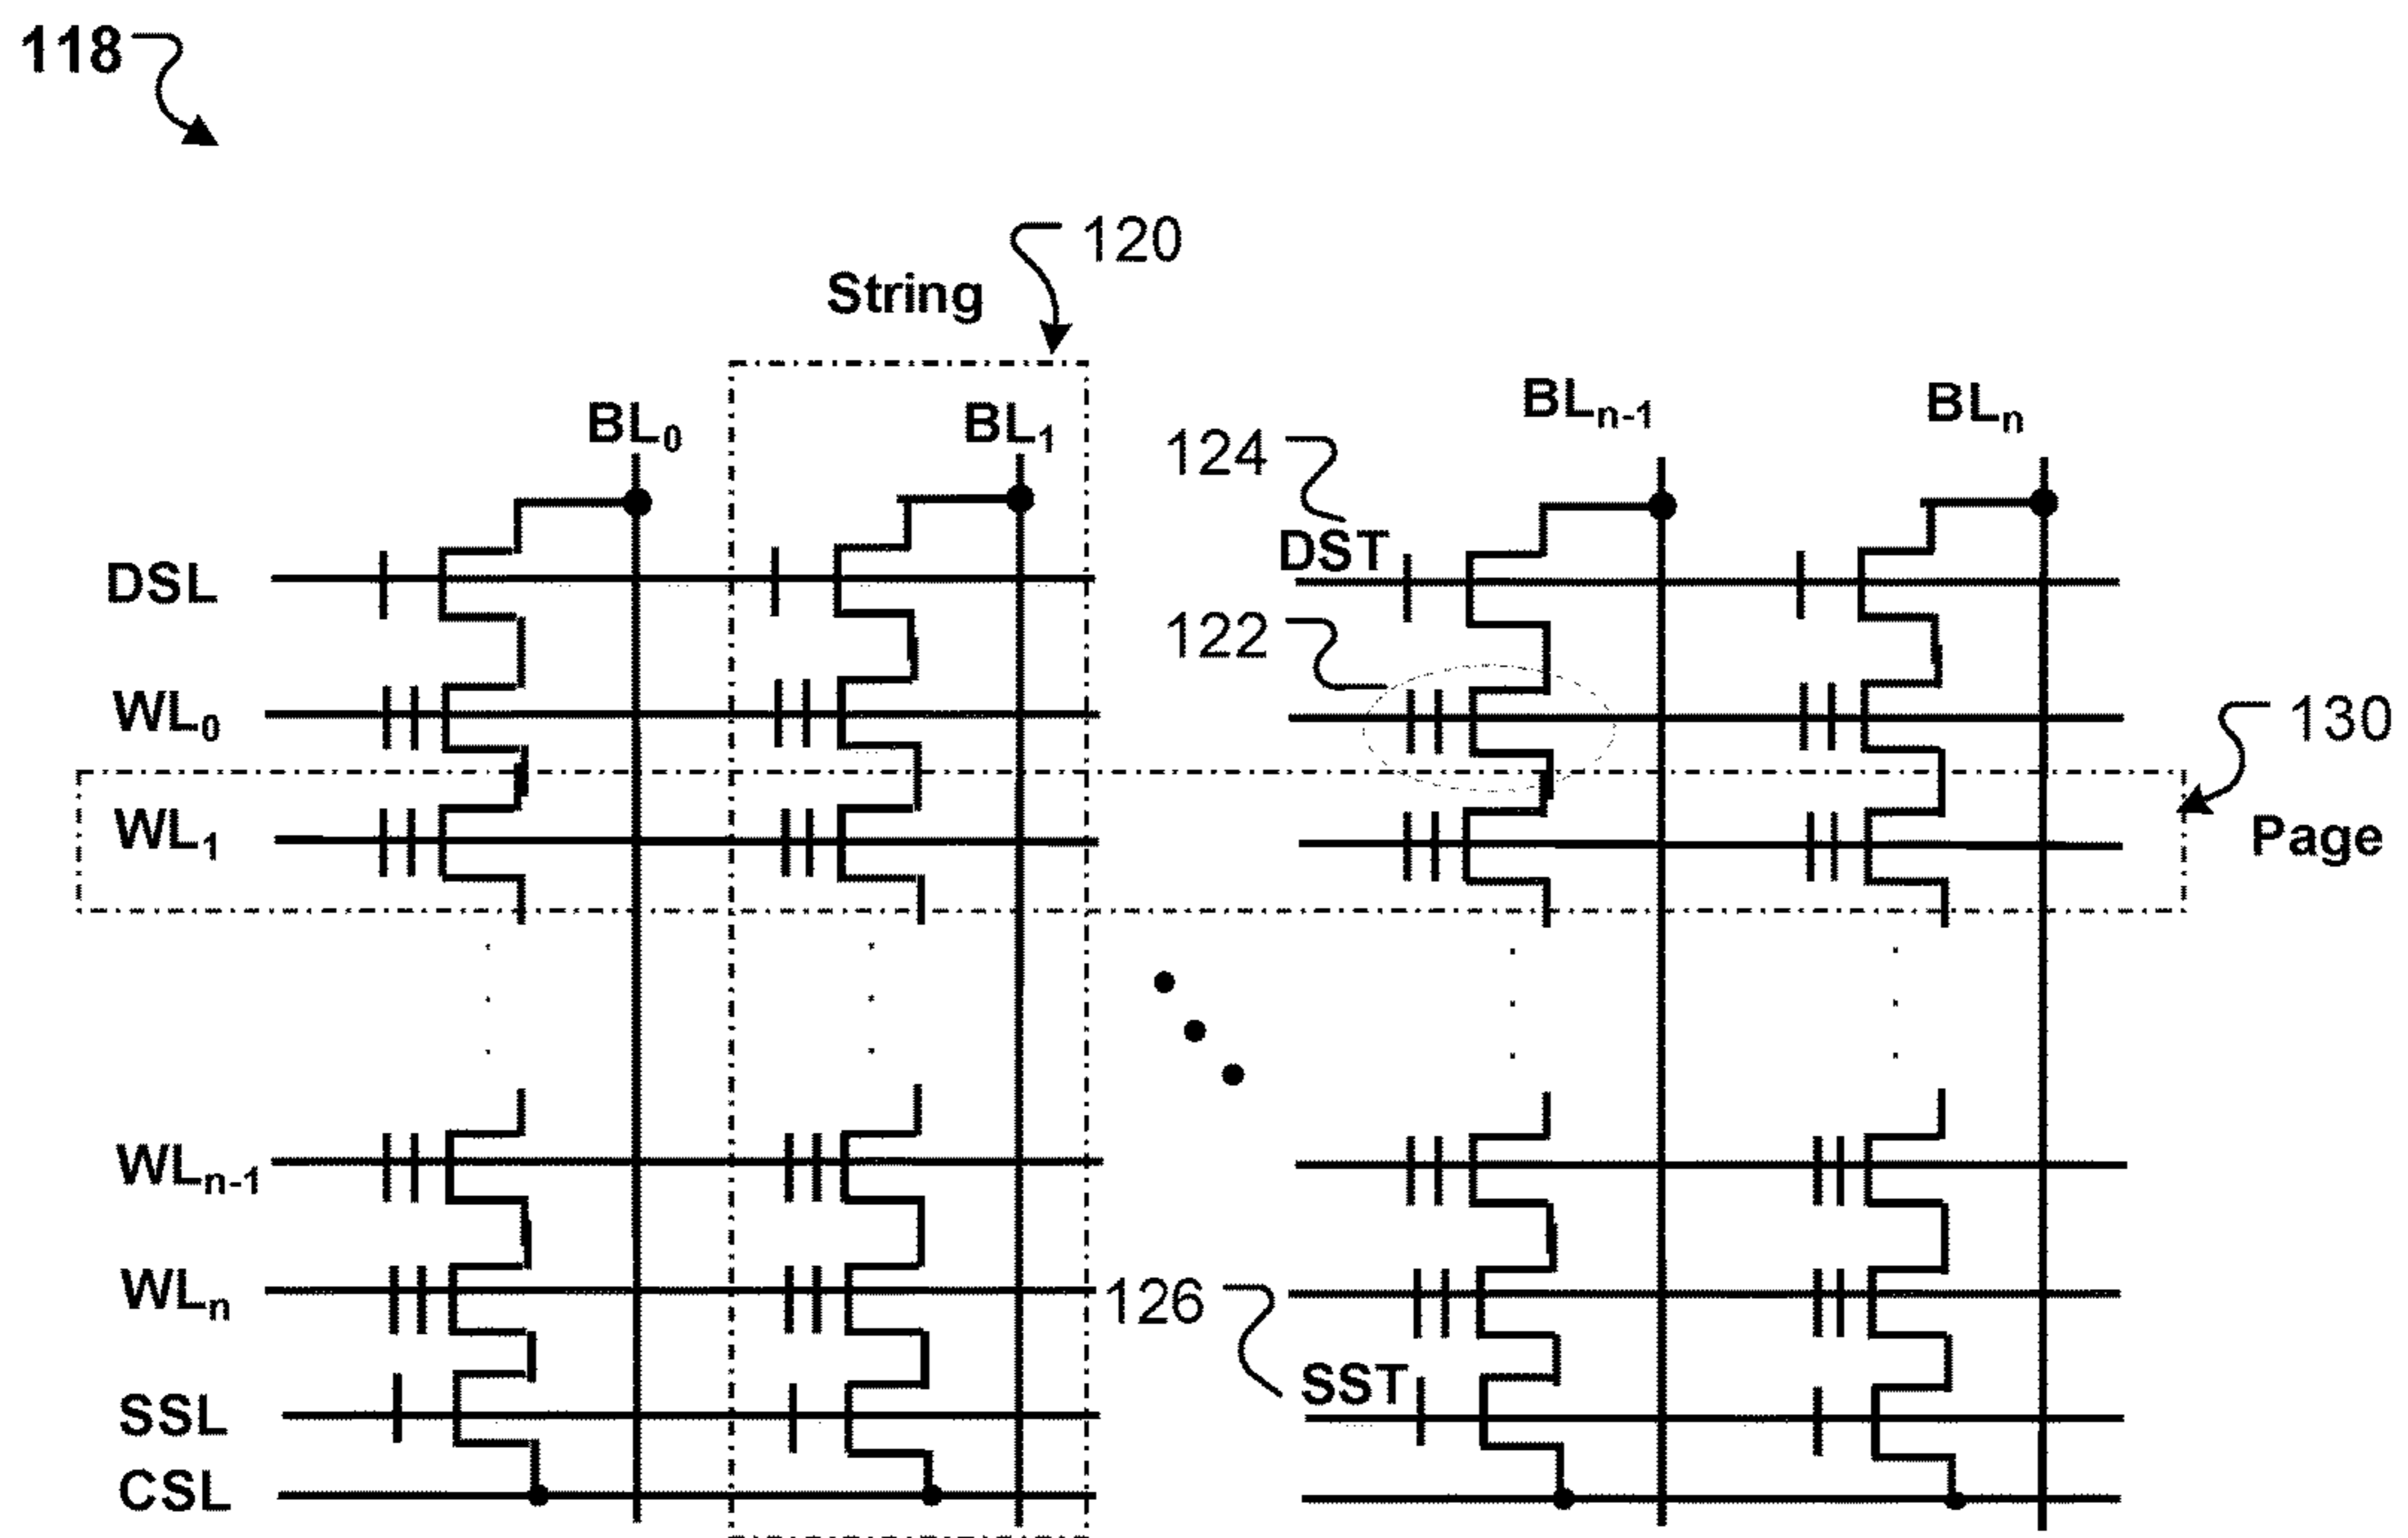 118
120
String
BL₀
BL₁
BLₙ₋₁
BLₙ
124
DSL
DST
122
WL₀
130
WL₁
Page
WLₙ₋₁
WLₙ
126
SSL
SST
CSL